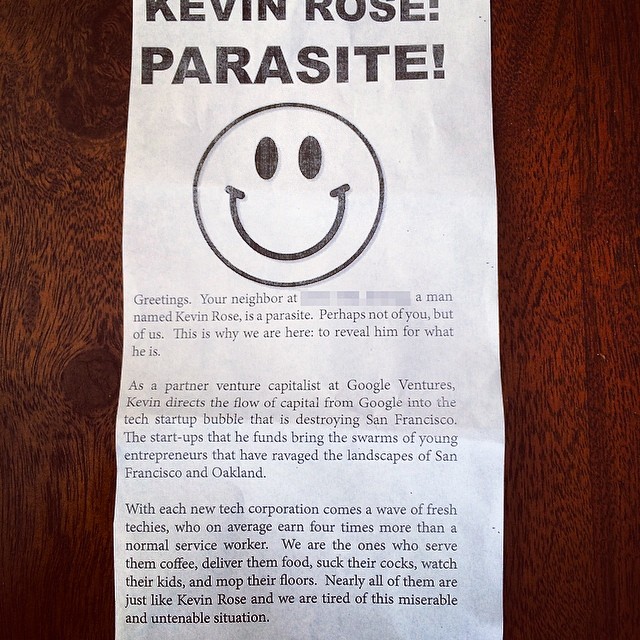 KEVIN ROSE!
PARASITE!
Greetings. Your neighbor at a man
named Kevin Rose, is a parasite. Perhaps not of you, but
of us. This is why we are here: to reveal him for what
he is.
As a partner venture capitalist at Google Ventures,
Kevin directs the flow of capital from Google into the
tech startup bubble that is destroying San Francisco.
The start-ups that he funds bring the swarms of young
entrepreneurs that have ravaged the landscapes of San
Francisco and Oakland.
With each new tech corporation comes a wave of fresh
techies, who on average earn four times more than a
normal service worker. We are the ones who serve
them coffee, deliver them food, suck their cocks, watch
their kids, and mop their floors. Nearly all of them are
just like Kevin Rose and we are tired of this miserable
and untenable situation.